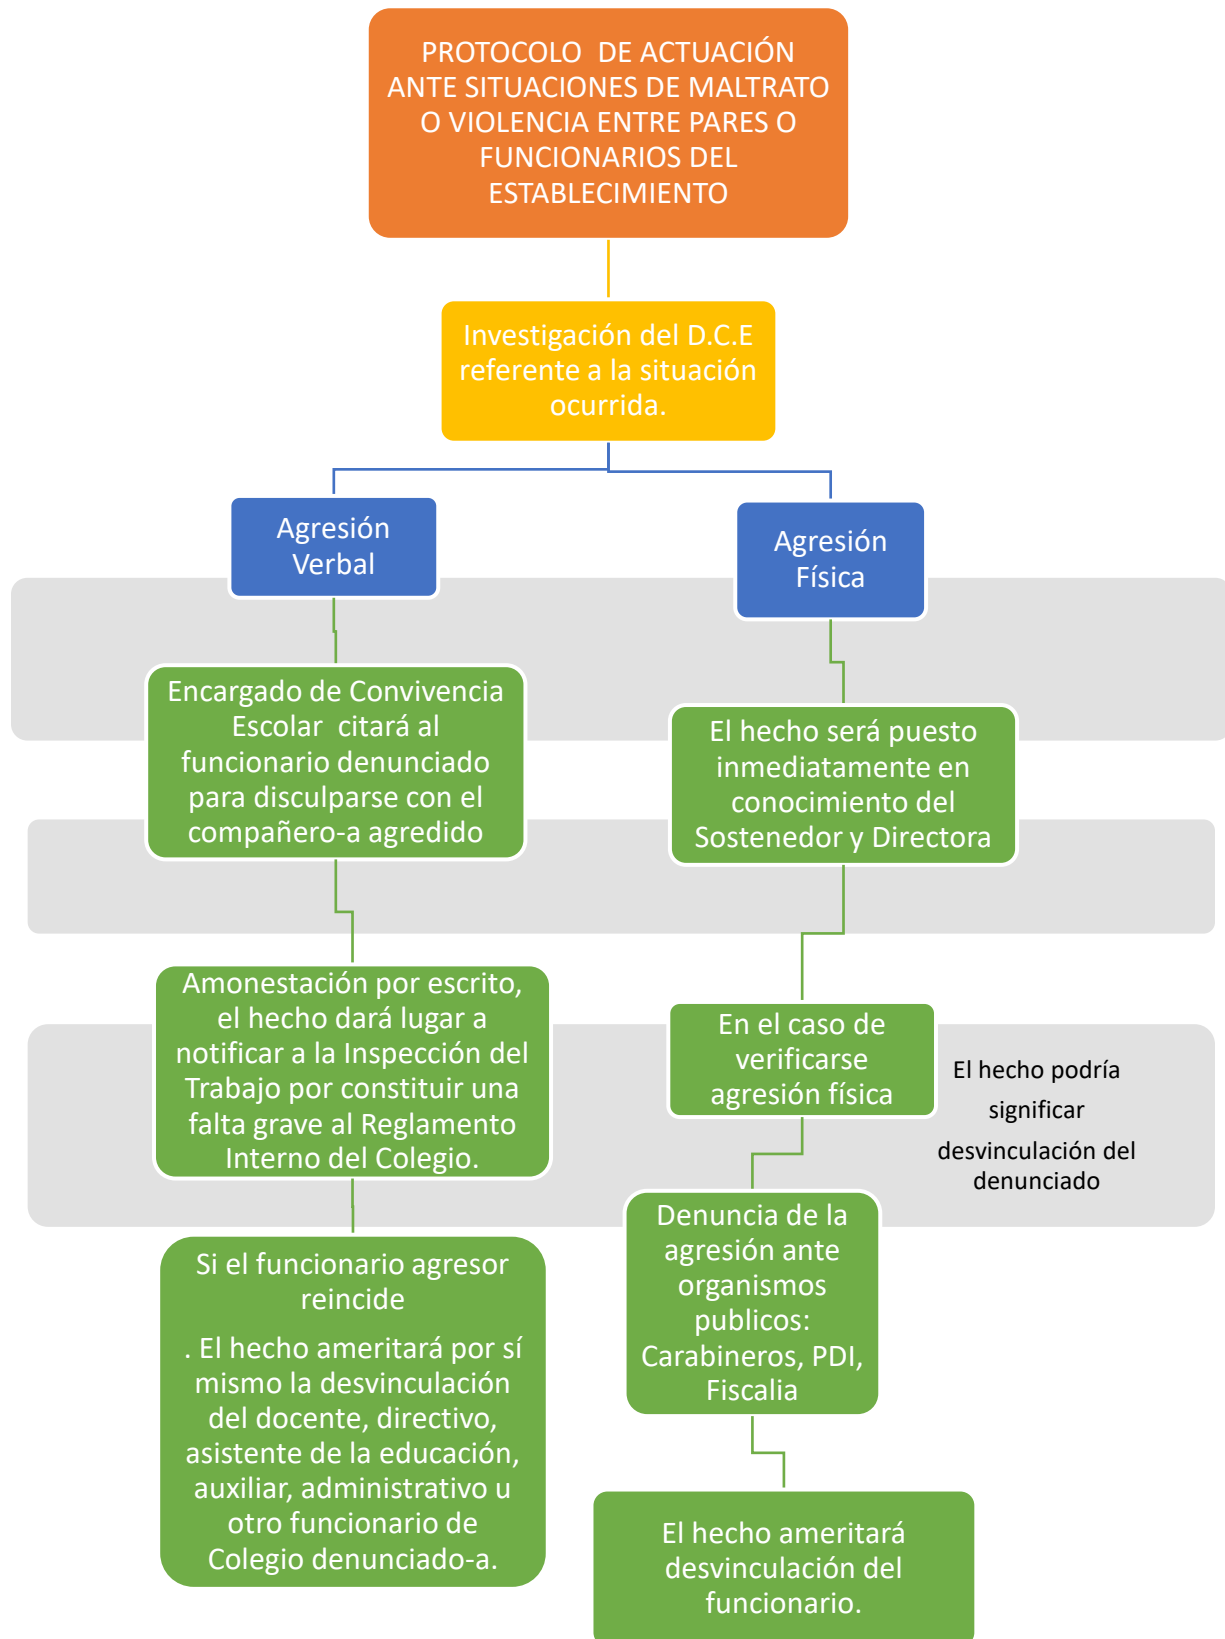 PROTOCOLO DE ACTUACIÓN
ANTE SITUACIONES DE MALTRATO
O VIOLENCIA ENTRE PARES O
FUNCIONARIOS DEL
ESTABLECIMIENTO
Investigación del D.C.E
referente a la situación
ocurrida.
Agresión
Verbal
Encargado de Convivencia
Escolar citará al
funcionario denunciado
para disculparse con el
compañero-a agredido
Amonestación por escrito,
el hecho dará lugar a
notificar a la Inspección del
Trabajo por constituir una
falta grave al Reglamento
Interno del Colegio.
Si el funcionario agresor
reincide
. El hecho ameritará por sí
mismo la desvinculación
del docente, directivo,
asistente de la educación,
auxiliar, administrativo u
otro funcionario de
Colegio denunciado-a.
Agresión
Física
El hecho será puesto
inmediatamente en
conocimiento del
Sostenedor y Directora
En el caso de
verificarse
agresión física
El hecho podría
significar
desvinculación del
denunciado
Denuncia de la
agresión ante
organismos
publicos:
Carabineros, PDI,
Fiscalia
El hecho ameritará
desvinculación del
funcionario.